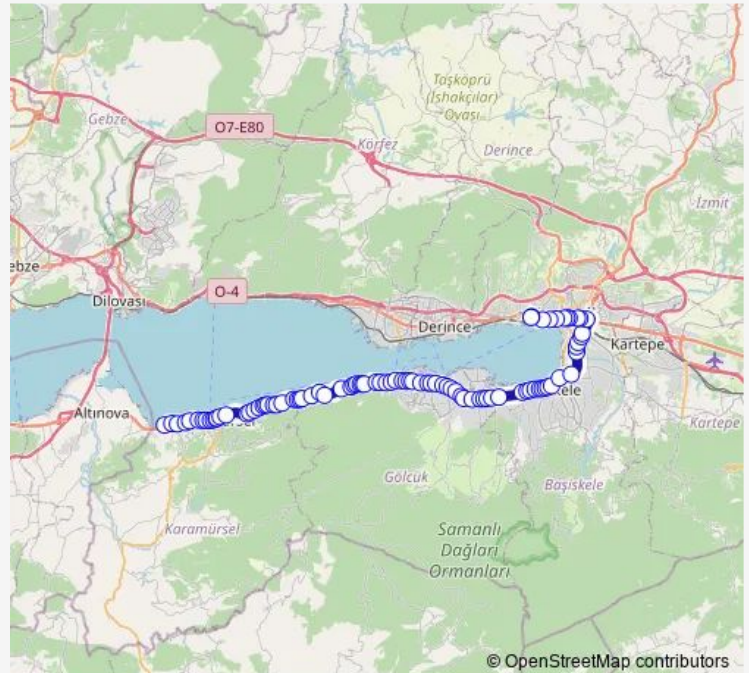 Taşköprü
(İshakçılar)
Ovası
O7-E80
Gebze
Körfez
Derince
İzmit
ebze
O-4
Dilovası
Derince
Kartepe
Altınova
Kartepe
Gölcük
Başiskele
Karamürsel
Samanlı
Dağları
Ormanları
© OpenStreetMap contributors